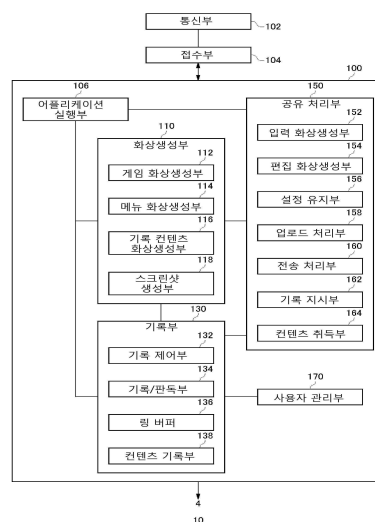 통신부
102
접수부
104
100
106
어플리케이션
실행부
110
화상생성부
112
게임 화상생성부
114
메뉴 화상생성부
116
기록 컨텐츠
화상생성부
118
스크린샷
생성부
130
기록부
132
기록 제어부
134
기록/판독부
136
링 버퍼
138
컨텐츠 기록부
150
공유 처리부
152
입력 화상생성부
154
편집 화상생성부
156
설정 유지부
158
업로드 처리부
160
전송 처리부
162
기록 지시부
164
컨텐츠 취득부
170
사용자 관리부
4
10